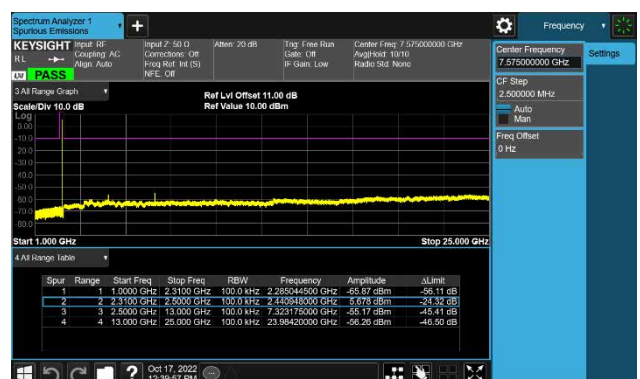 Spectrum Analyzer 1
Spurious Emissions
Frequency
KEYSIGHT Input: RF Input Z: 50 Ω Atten: 20 dB Trig: Free Run Center Freq: 7.575000000 GHz
RL Coupling: AC Corrections: Off Gate: Off Avg|Hold: 10/10
Align: Auto Freq Ref: Int (S) IF Gain: Low Radio Std: None
LXI PASS NFE: Off
Center Frequency
7.575000000 GHz
Settings
CF Step
2.500000 MHz
Auto
Man
Freq Offset
0 Hz
3 All Range Graph
Ref Lvl Offset 11.00 dB
Scale/Div 10.0 dB Ref Value 10.00 dBm
Log
0.00
-10.0
-20.0
-30.0
-40.0
-50.0
-60.0
-70.0
-80.0
Start 1.000 GHz Stop 25.000 GHz
4 All Range Table
Spur Range Start Freq Stop Freq RBW Frequency Amplitude ΔLimit
1 1 1.0000 GHz 2.3100 GHz 100.0 kHz 2.285044500 GHz -65.87 dBm -56.11 dB
2 2 2.3100 GHz 2.5000 GHz 100.0 kHz 2.440948000 GHz 5.678 dBm -24.32 dB
3 3 2.5000 GHz 13.000 GHz 100.0 kHz 7.323175000 GHz -55.17 dBm -45.41 dB
4 4 13.000 GHz 25.000 GHz 100.0 kHz 23.98420000 GHz -56.26 dBm -46.50 dB
Oct 17, 2022
12:39:57 PM